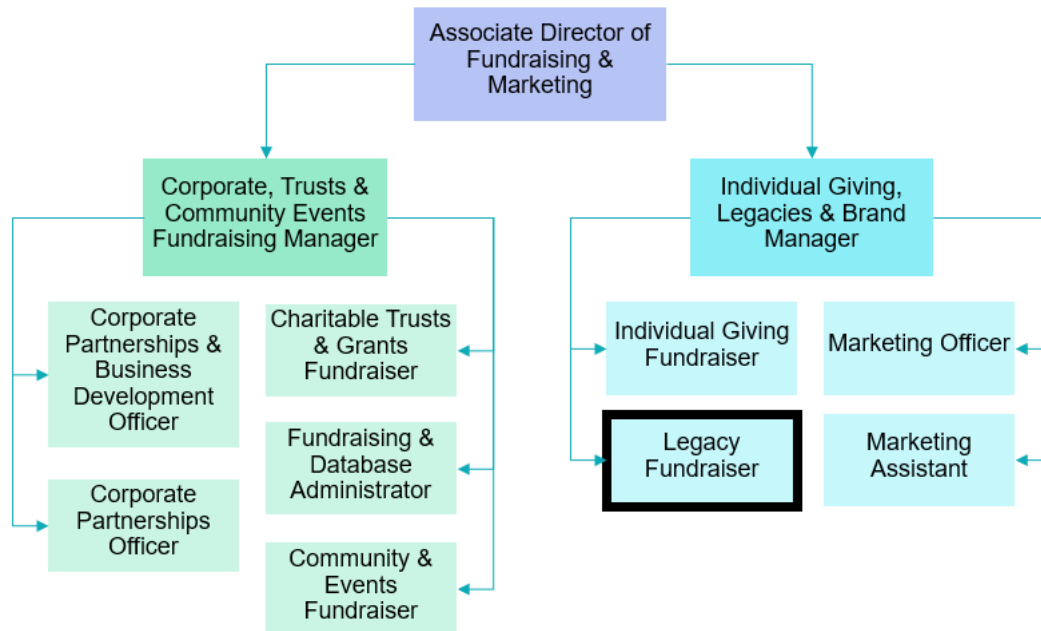 Associate Director of
Fundraising &
Marketing
Corporate, Trusts &
Community Events
Fundraising Manager
Individual Giving,
Legacies & Brand
Manager
Corporate
Partnerships &
Business
Development
Officer
Charitable Trusts
& Grants
Fundraiser
Individual Giving
Fundraiser
Marketing Officer
Fundraising &
Database
Administrator
Legacy
Fundraiser
Marketing
Assistant
Corporate
Partnerships
Officer
Community &
Events
Fundraiser